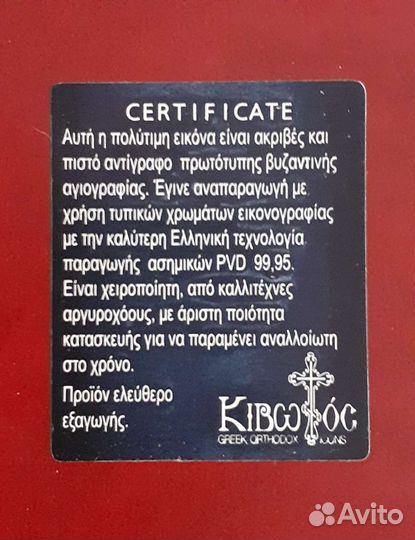 CERTIFICATE
Αυτή η πολύτιμη εικόνα είναι ακριβές και
πιστό αντίγραφο πρωτότυπης βυζαντινής
αγιογραφίας. Έγινε αναπαραγωγή με
χρήση τυπικών χρωμάτων εικονογραφίας
με την καλύτερη Ελληνική τεχνολογία
παραγωγής ασημικών PVD 99,95.
Είναι χειροποίητη, από καλλιτέχνες
αργυροχόους, με άριστη ποιότητα
κατασκευής για να παραμένει αναλλοίωτη
στο χρόνο.
Προϊόν ελεύθερο
εξαγωγής.
Κιβωτός
GREEK ORTHODOX ICONS
Avito